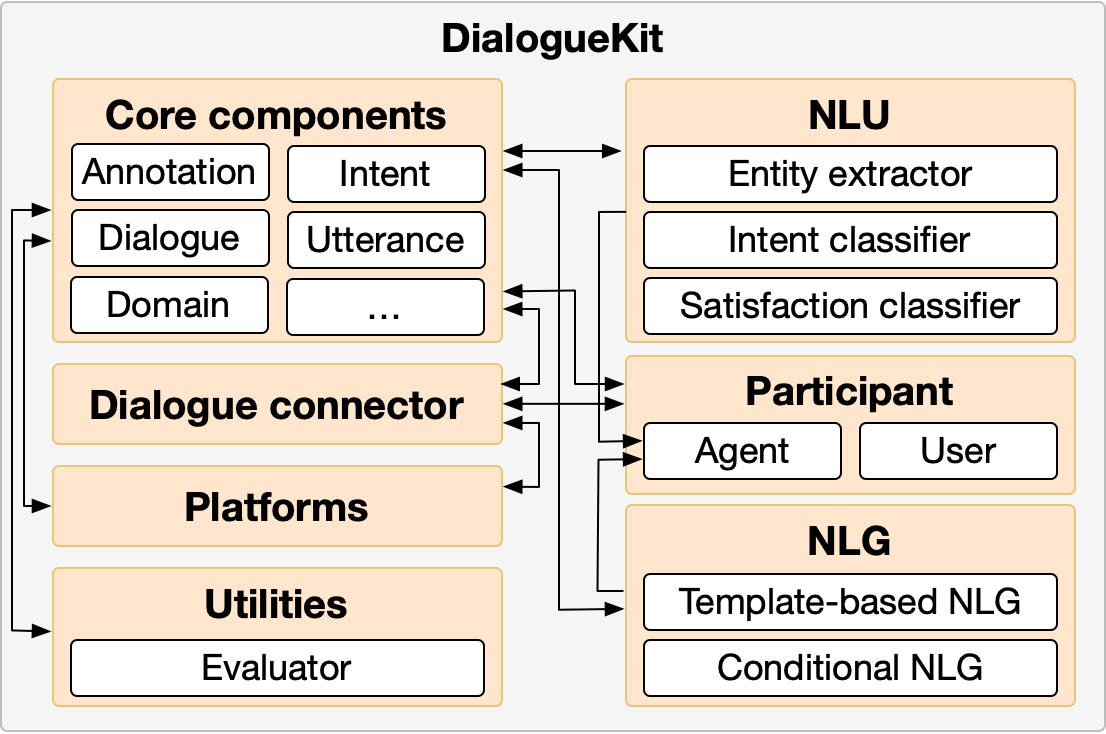 DialogueKit
Core components
Annotation
Intent
Dialogue
Utterance
Domain
...
Dialogue connector
Platforms
Utilities
Evaluator
NLU
Entity extractor
Intent classifier
Satisfaction classifier
Participant
Agent
User
NLG
Template-based NLG
Conditional NLG